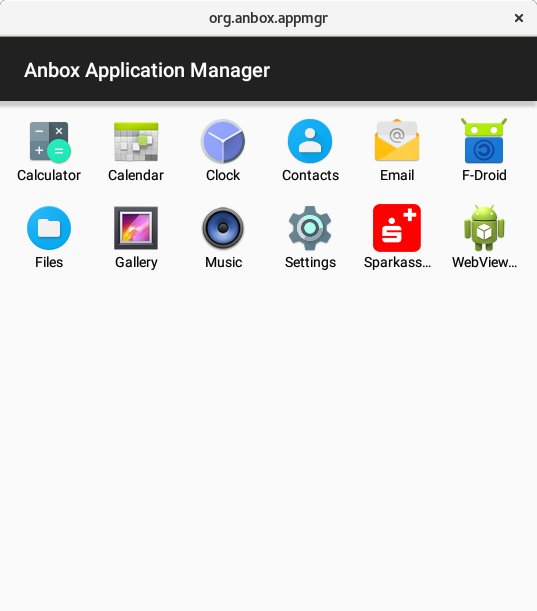 org.anbox.appmgr
Anbox Application Manager
Calculator Calendar Clock Contacts Email F-Droid
Files Gallery Music Settings Sparkass... WebView...